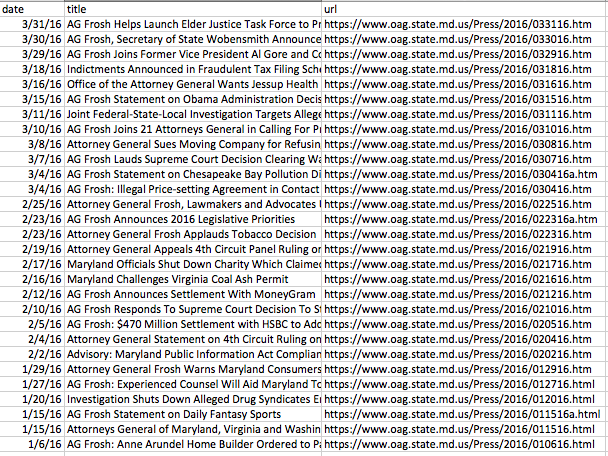 date title url
3/31/16 AG Frosh Helps Launch Elder Justice Task Force to Pr https://www.oag.state.md.us/Press/2016/033116.htm
3/30/16 AG Frosh, Secretary of State Wobensmith Announce https://www.oag.state.md.us/Press/2016/033016.htm
3/29/16 AG Frosh Joins Former Vice President Al Gore and Co https://www.oag.state.md.us/Press/2016/032916.htm
3/18/16 Indictments Announced in Fraudulent Tax Filing Sche https://www.oag.state.md.us/Press/2016/031816.htm
3/16/16 Office of the Attorney General Wants Jessup Health https://www.oag.state.md.us/Press/2016/031616.htm
3/15/16 AG Frosh Statement on Obama Administration Decis https://www.oag.state.md.us/Press/2016/031516.htm
3/11/16 Joint Federal-State-Local Investigation Targets Allege https://www.oag.state.md.us/Press/2016/031116.htm
3/10/16 AG Frosh Joins 21 Attorneys General in Calling For Pr https://www.oag.state.md.us/Press/2016/031016.htm
3/8/16 Attorney General Sues Moving Company for Refusin https://www.oag.state.md.us/Press/2016/030816.htm
3/7/16 AG Frosh Lauds Supreme Court Decision Clearing Wa https://www.oag.state.md.us/Press/2016/030716.htm
3/4/16 AG Frosh Statement on Chesapeake Bay Pollution Di https://www.oag.state.md.us/Press/2016/030416a.htm
3/4/16 AG Frosh: Illegal Price-setting Agreement in Contact https://www.oag.state.md.us/Press/2016/030416.htm
2/25/16 Attorney General Frosh, Lawmakers and Advocates U https://www.oag.state.md.us/Press/2016/022516.htm
2/23/16 AG Frosh Announces 2016 Legislative Priorities https://www.oag.state.md.us/Press/2016/022316a.htm
2/23/16 Attorney General Frosh Applauds Tobacco Decision https://www.oag.state.md.us/Press/2016/022316.htm
2/19/16 Attorney General Appeals 4th Circuit Panel Ruling on https://www.oag.state.md.us/Press/2016/021916.htm
2/17/16 Maryland Officials Shut Down Charity Which Claimed https://www.oag.state.md.us/Press/2016/021716.htm
2/16/16 Maryland Challenges Virginia Coal Ash Permit https://www.oag.state.md.us/Press/2016/021616.htm
2/12/16 AG Frosh Announces Settlement With MoneyGram https://www.oag.state.md.us/Press/2016/021216.htm
2/10/16 AG Frosh Responds To Supreme Court Decision To St https://www.oag.state.md.us/Press/2016/021016.htm
2/5/16 AG Frosh: $470 Million Settlement with HSBC to Add https://www.oag.state.md.us/Press/2016/020516.htm
2/4/16 Attorney General Statement on 4th Circuit Ruling on https://www.oag.state.md.us/Press/2016/020416.htm
2/2/16 Advisory: Maryland Public Information Act Complian https://www.oag.state.md.us/Press/2016/020216.htm
1/29/16 Attorney General Frosh Warns Maryland Consumers https://www.oag.state.md.us/Press/2016/012916.htm
1/27/16 AG Frosh: Experienced Counsel Will Aid Maryland To https://www.oag.state.md.us/Press/2016/012716.html
1/20/16 Investigation Shuts Down Alleged Drug Syndicates E https://www.oag.state.md.us/Press/2016/012016.html
1/15/16 AG Frosh Statement on Daily Fantasy Sports https://www.oag.state.md.us/Press/2016/011516a.html
1/15/16 Attorneys General of Maryland, Virginia and Washin https://www.oag.state.md.us/Press/2016/011516.html
1/6/16 AG Frosh: Anne Arundel Home Builder Ordered to Pa https://www.oag.state.md.us/Press/2016/010616.html